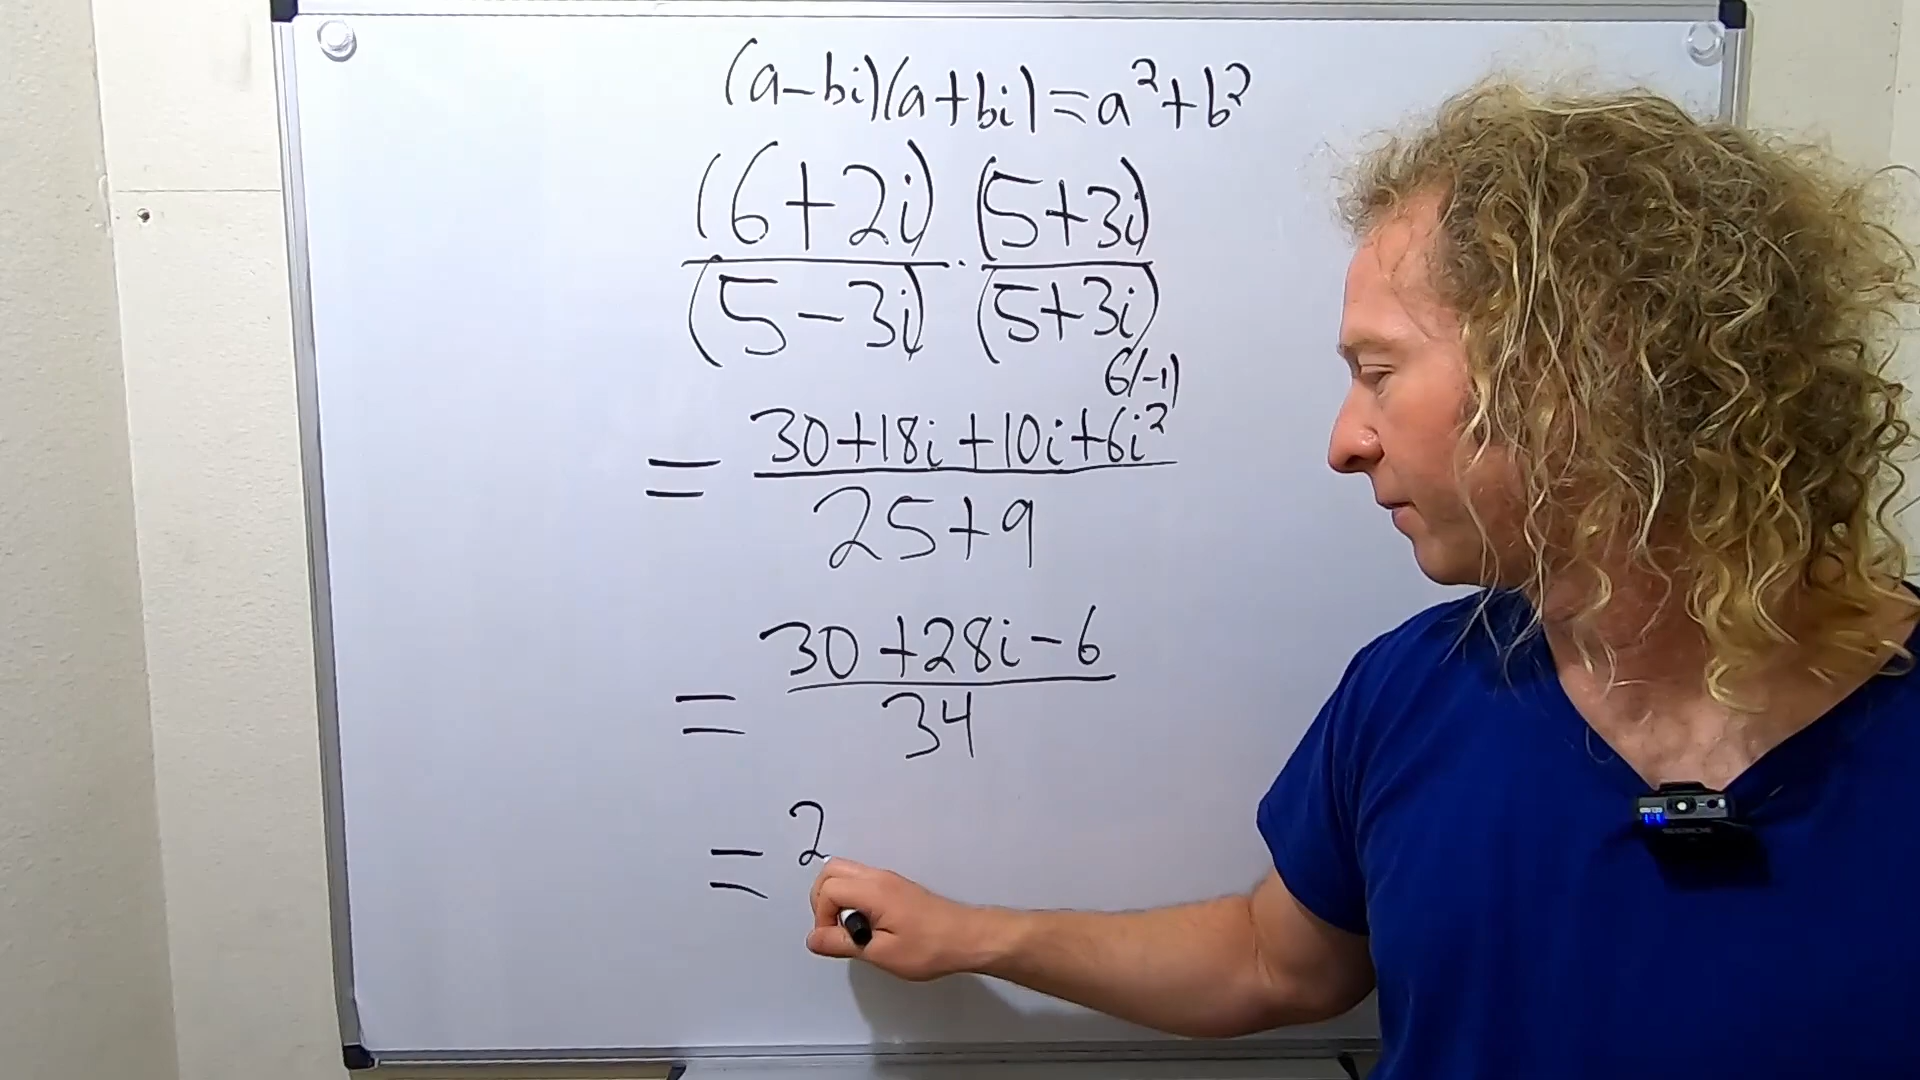 (a-bi)(a+bi)=a²+b²
(6+2i) · (5+3i)
(5-3i) (5+3i)
6(-1)
= 30+18i+10i+6i²
25+9
= 30+28i-6
34
= 2